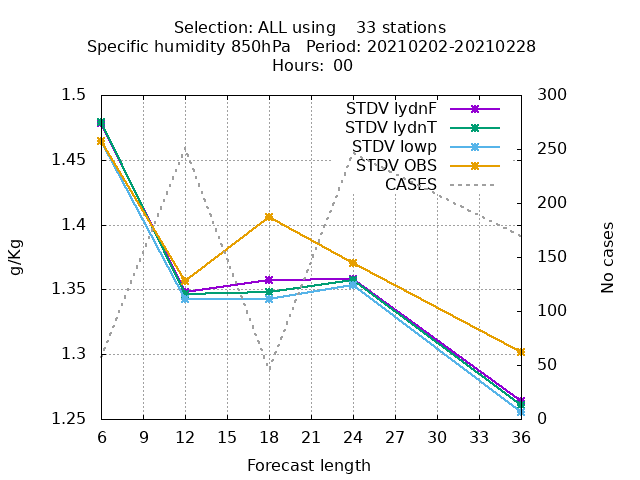 Selection: ALL using    33 stations
Specific humidity 850hPa   Period: 20210202-20210228
Hours:  00
STDV lydnF
STDV lydnT
STDV lowp
STDV OBS
CASES
1.5
1.45
1.4
1.35
1.3
1.25
g/Kg
300
250
200
150
100
50
0
No cases
6 9 12 15 18 21 24 27 30 33 36
Forecast length